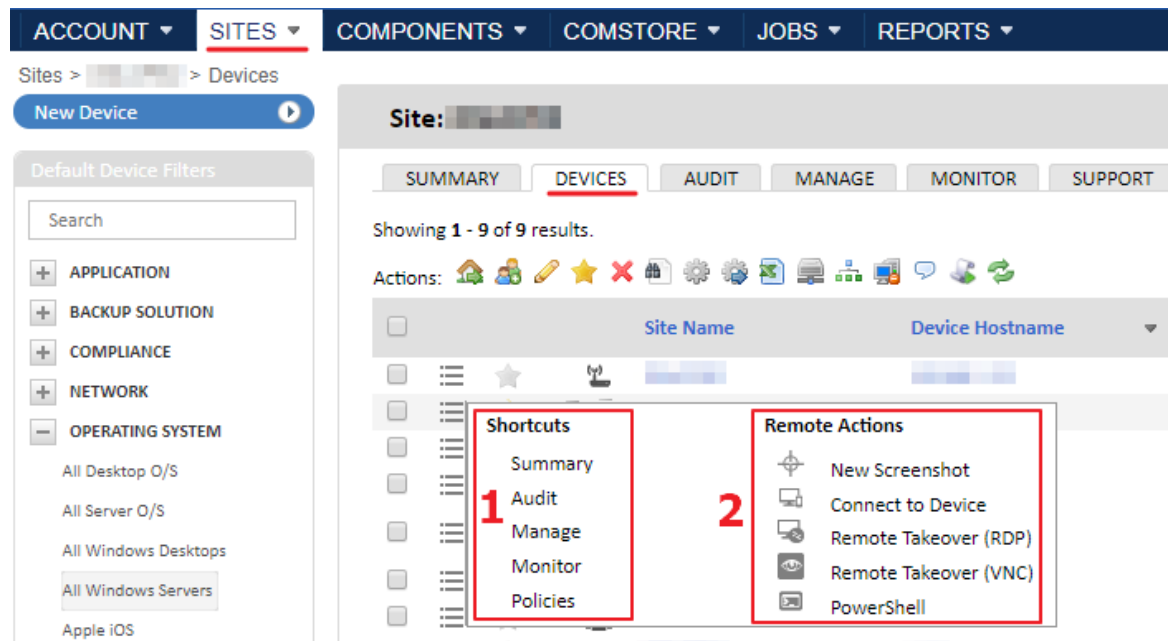 ACCOUNT SITES COMPONENTS COMSTORE JOBS REPORTS
Sites > > Devices
New Device
Site:
Default Device Filters
SUMMARY DEVICES AUDIT MANAGE MONITOR SUPPORT
Search
Showing 1 - 9 of 9 results.
Actions:
APPLICATION
BACKUP SOLUTION
COMPLIANCE
NETWORK
OPERATING SYSTEM
All Desktop O/S
All Server O/S
All Windows Desktops
All Windows Servers
Apple iOS
Site Name Device Hostname
1
Shortcuts
Summary
Audit
Manage
Monitor
Policies
2
Remote Actions
New Screenshot
Connect to Device
Remote Takeover (RDP)
Remote Takeover (VNC)
PowerShell